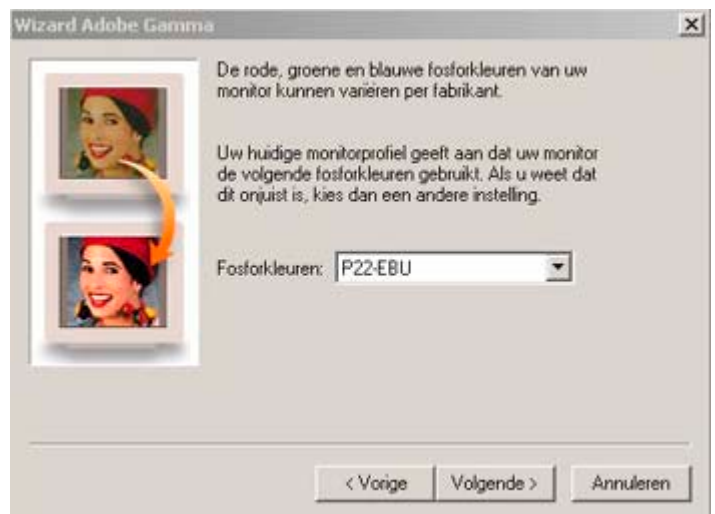 Wizard Adobe Gamma
De rode, groene en blauwe fosforkleuren van uw
monitor kunnen variëren per fabrikant.
Uw huidige monitorprofiel geeft aan dat uw monitor
de volgende fosforkleuren gebruikt. Als u weet dat
dit onjuist is, kies dan een andere instelling.
Fosforkleuren: P22-EBU
< Vorige Volgende > Annuleren